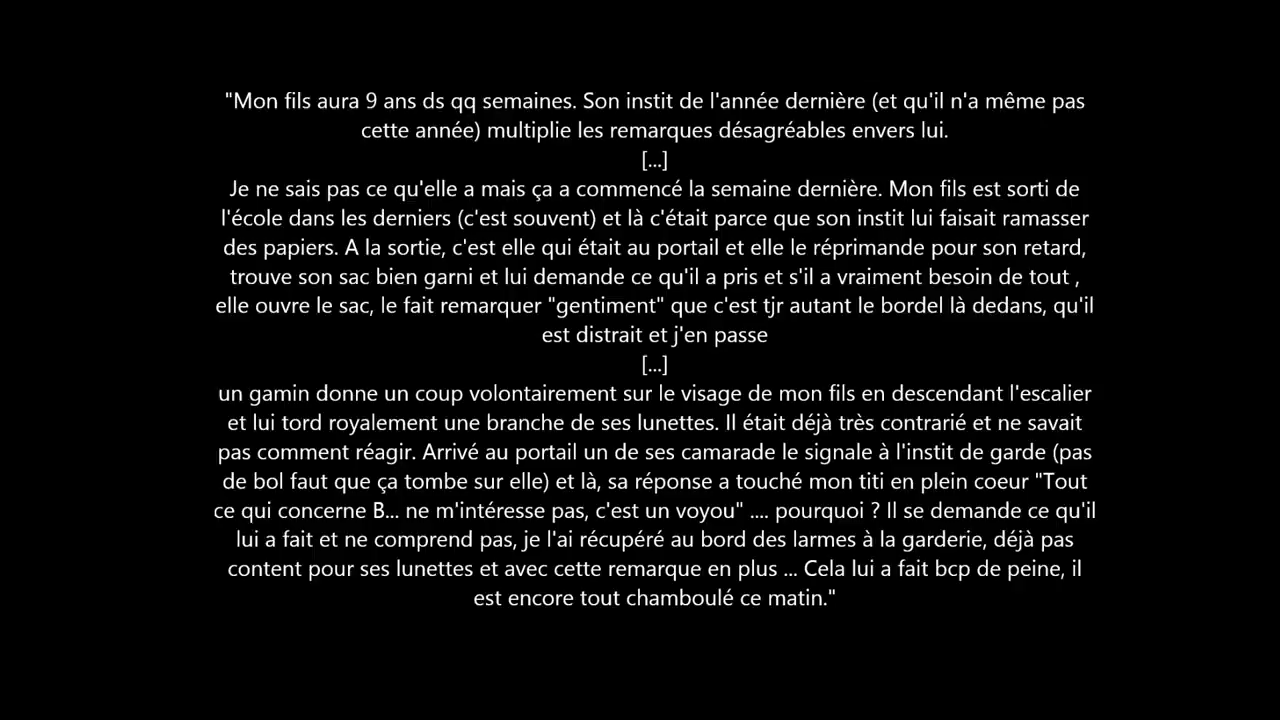 "Mon fils aura 9 ans ds qq semaines. Son instit de l'année dernière (et qu'il n'a même pas
cette année) multiplie les remarques désagréables envers lui.
[...]
Je ne sais pas ce qu'elle a mais ça a commencé la semaine dernière. Mon fils est sorti de
l'école dans les derniers (c'est souvent) et là c'était parce que son instit lui faisait ramasser
des papiers. A la sortie, c'est elle qui était au portail et elle le réprimande pour son retard,
trouve son sac bien garni et lui demande ce qu'il a pris et s'il a vraiment besoin de tout ,
elle ouvre le sac, le fait remarquer "gentiment" que c'est tjr autant le bordel là dedans, qu'il
est distrait et j'en passe
[...]
un gamin donne un coup volontairement sur le visage de mon fils en descendant l'escalier
et lui tord royalement une branche de ses lunettes. Il était déjà très contrarié et ne savait
pas comment réagir. Arrivé au portail un de ses camarade le signale à l'instit de garde (pas
de bol faut que ça tombe sur elle) et là, sa réponse a touché mon titi en plein coeur "Tout
ce qui concerne B... ne m'intéresse pas, c'est un voyou" .... pourquoi ? Il se demande ce qu'il
lui a fait et ne comprend pas, je l'ai récupéré au bord des larmes à la garderie, déjà pas
content pour ses lunettes et avec cette remarque en plus ... Cela lui a fait bcp de peine, il
est encore tout chamboulé ce matin."